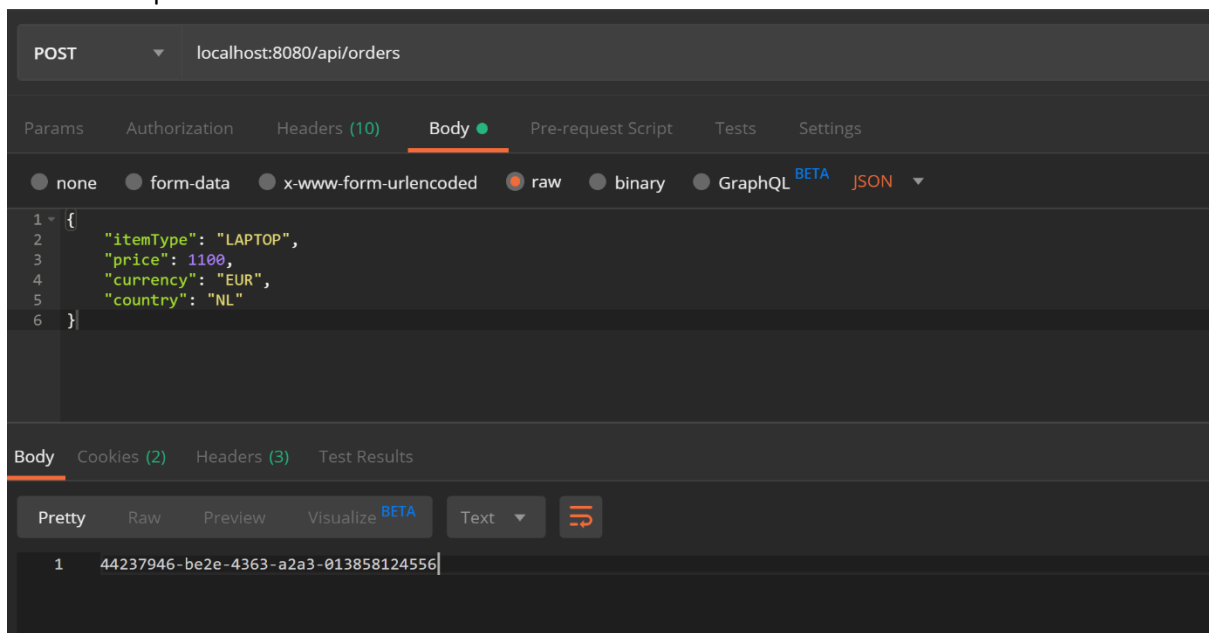 POST localhost:8080/api/orders
Params Authorization Headers (10) Body Pre-request Script Tests Settings
none form-data x-www-form-urlencoded raw binary GraphQL BETA JSON
1 {
2 "itemType": "LAPTOP",
3 "price": 1100,
4 "currency": "EUR",
5 "country": "NL"
6 }
Body Cookies (2) Headers (3) Test Results
Pretty Raw Preview Visualize BETA Text
1 44237946-be2e-4363-a2a3-013858124556